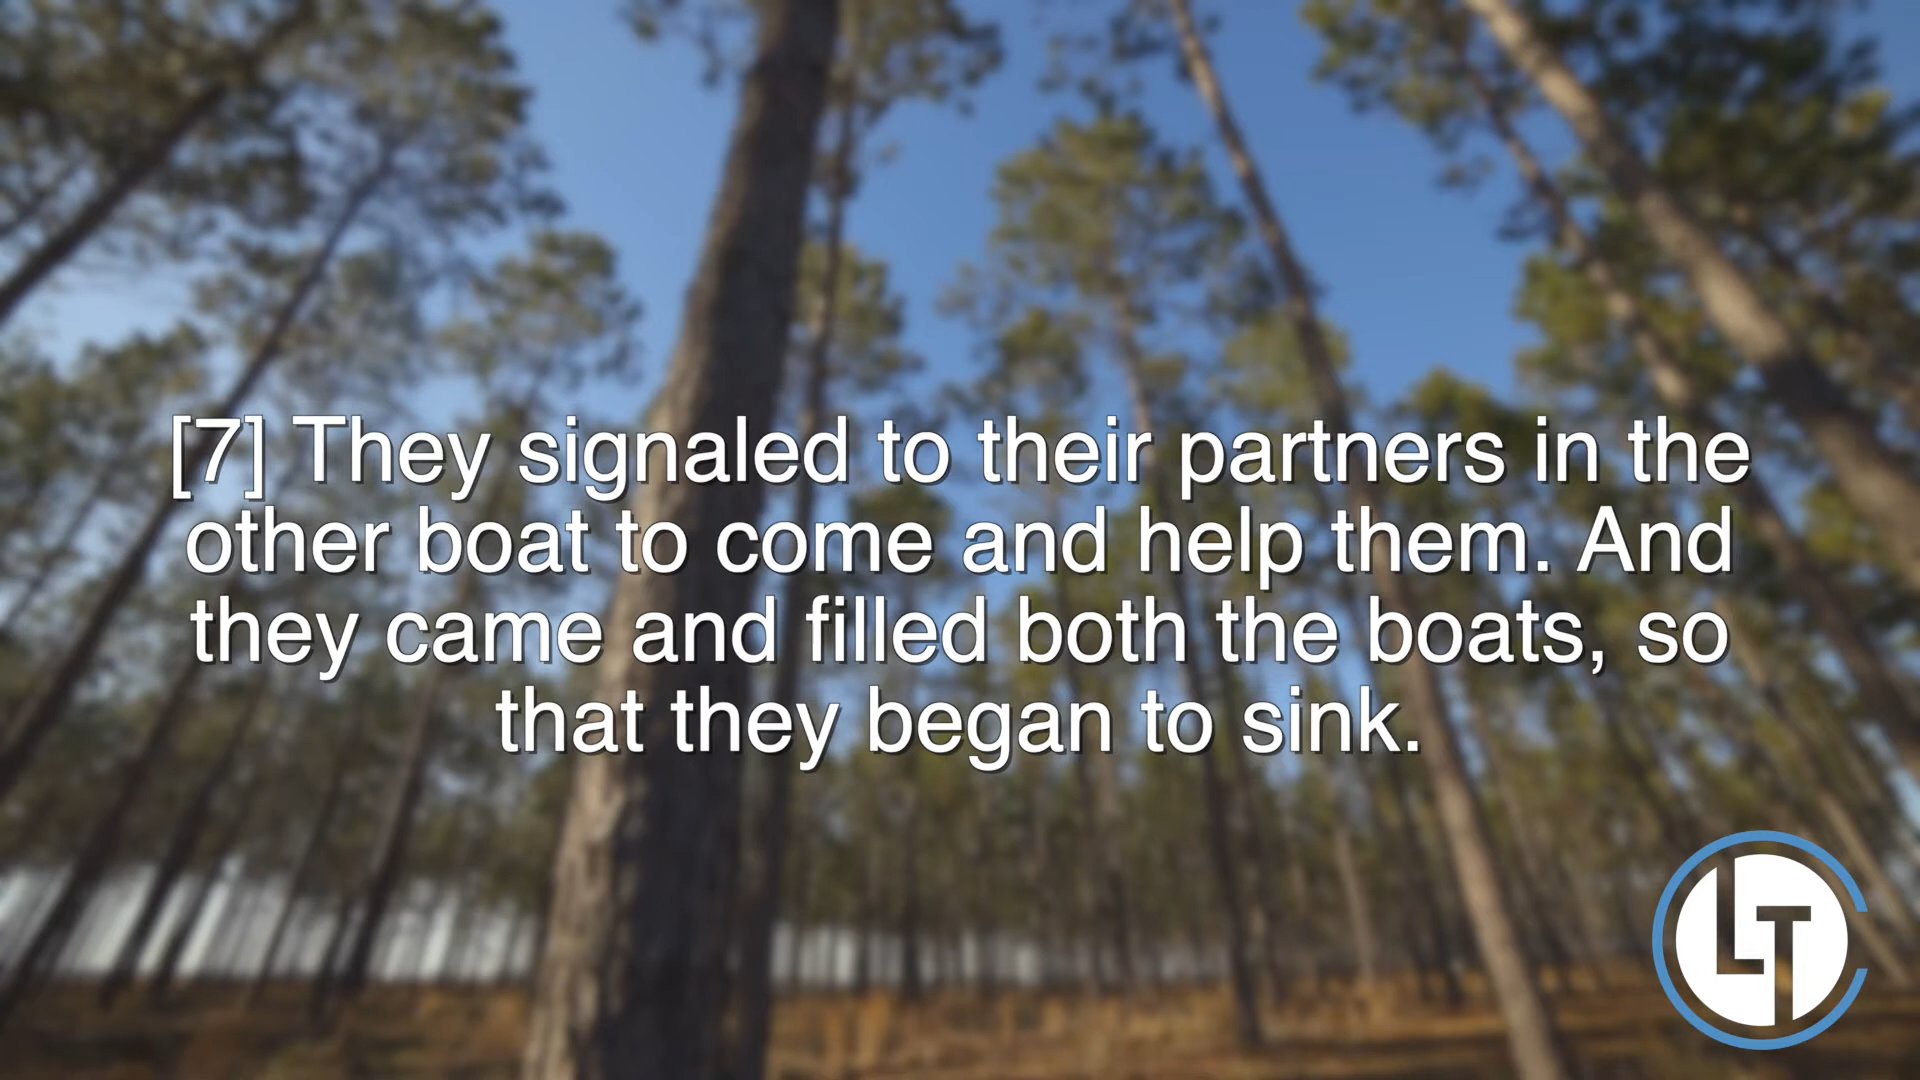 [7] They signaled to their partners in the
other boat to come and help them. And
they came and filled both the boats, so
that they began to sink.
LT